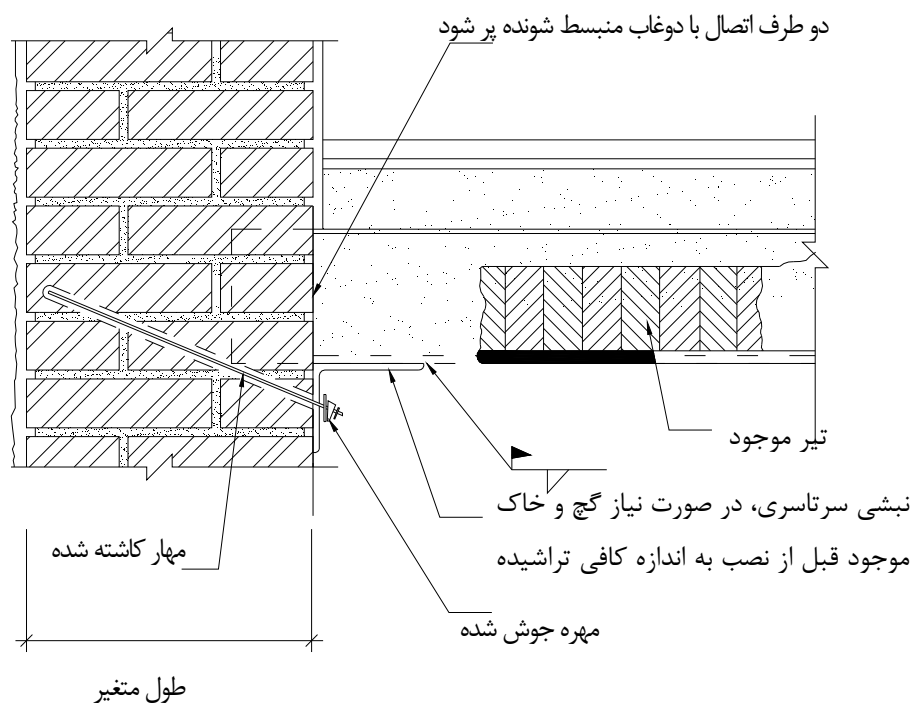 دو طرف اتصال با دوغاب منبسط شونده پر شود
تیر موجود
نبشی سرتاسری، در صورت نیاز گچ و خاک
موجود قبل از نصب به اندازه کافی تراشیده
مهار کاشته شده
مهره جوش شده
طول متغیر